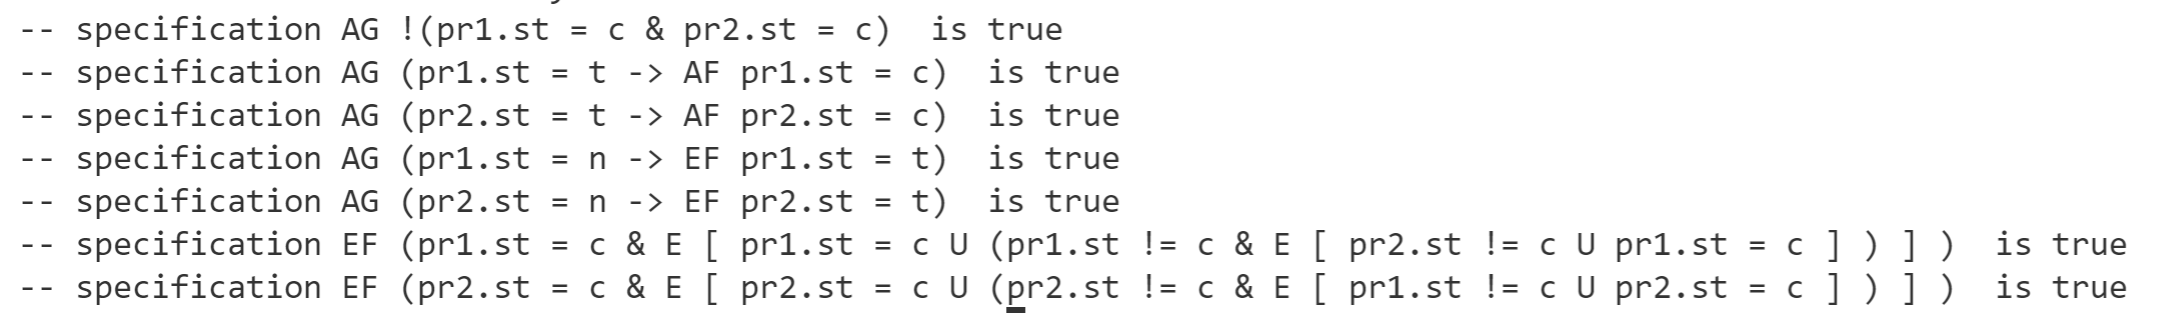 -- specification AG !(pr1.st = c & pr2.st = c)  is true
-- specification AG (pr1.st = t -> AF pr1.st = c)  is true
-- specification AG (pr2.st = t -> AF pr2.st = c)  is true
-- specification AG (pr1.st = n -> EF pr1.st = t)  is true
-- specification AG (pr2.st = n -> EF pr2.st = t)  is true
-- specification EF (pr1.st = c & E [ pr1.st = c U (pr1.st != c & E [ pr2.st != c U pr1.st = c ] ) ] )  is true
-- specification EF (pr2.st = c & E [ pr2.st = c U (pr2.st != c & E [ pr1.st != c U pr2.st = c ] ) ] )  is true